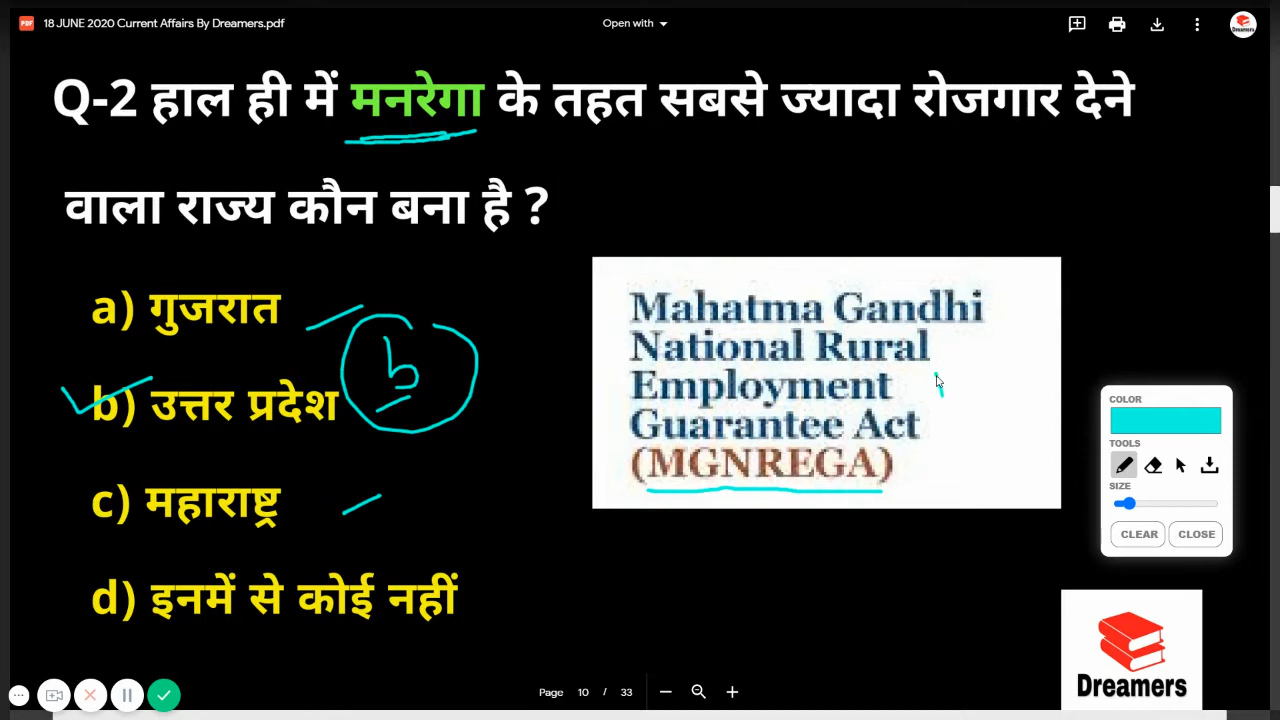 18 JUNE 2020 Current Affairs By Dreamers.pdf
Open with
Dreamers
Q-2 हाल ही में मनरेगा के तहत सबसे ज्यादा रोजगार देने
वाला राज्य कौन बना है ?
a) गुजरात
b
b) उत्तर प्रदेश
c) महाराष्ट्र
d) इनमें से कोई नहीं
Mahatma Gandhi
National Rural
Employment
Guarantee Act
(MGNREGA)
COLOR
TOOLS
SIZE
CLEAR CLOSE
Dreamers
Page 10 / 33